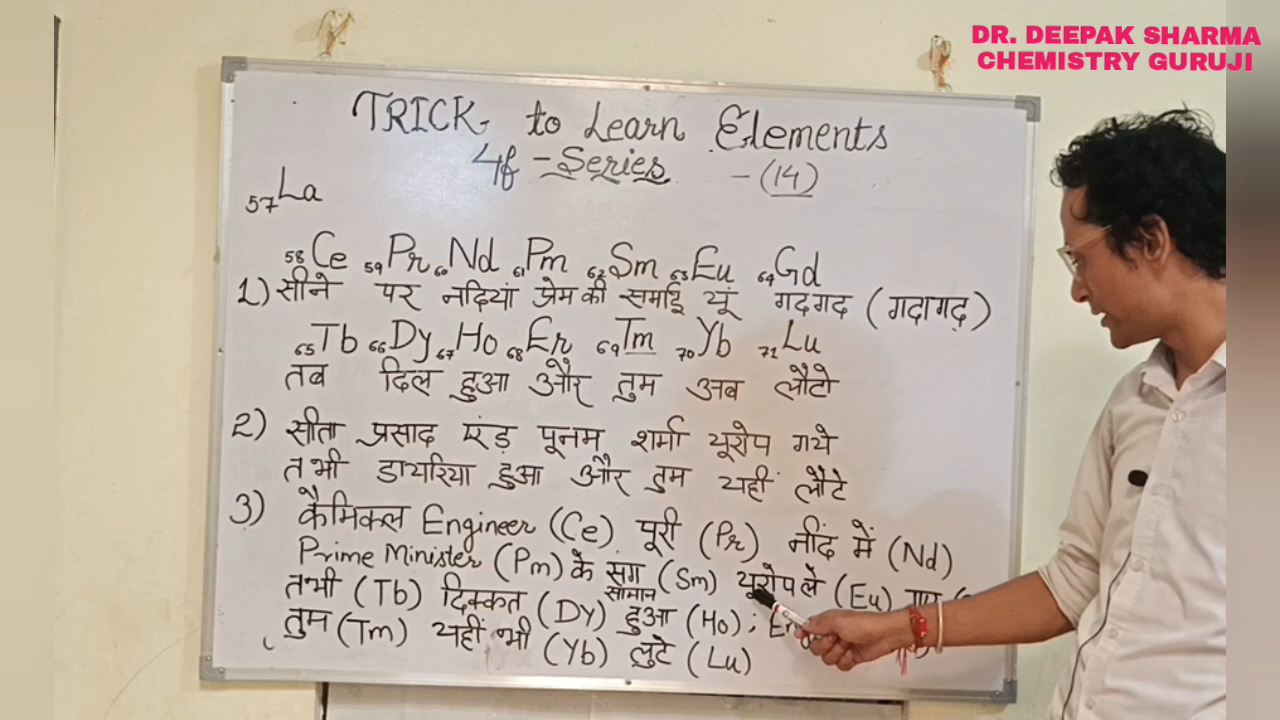 DR. DEEPAK SHARMA
CHEMISTRY GURUJI
TRICK to Learn Elements
4f - Series - (14)
57La
58Ce 59Pr 60Nd 61Pm 62Sm 63Eu 64Gd
1) सीने पर नदियां प्रेम की समाई यूं गदगद (गदागद)
65Tb 66Dy 67Ho 68Er 69Tm 70Yb 71Lu
तब दिल हुआ और तुम अब लौटो
2) सीता प्रसाद एंड़ पूनम शर्मा यूरोप गये
तभी डायरिया हुआ और तुम यहीं लौटे
3) कैमिकल Engineer (Ce) पूरी (Pr) नींद में (Nd)
Prime Minister (Pm) के संग (Sm) यूरोप ले (Eu)
सामान
तभी (Tb) दिक्कत (DY) हुआ (Ho);
तुम (Tm) यहीं भी (Yb) लुटे (Lu)